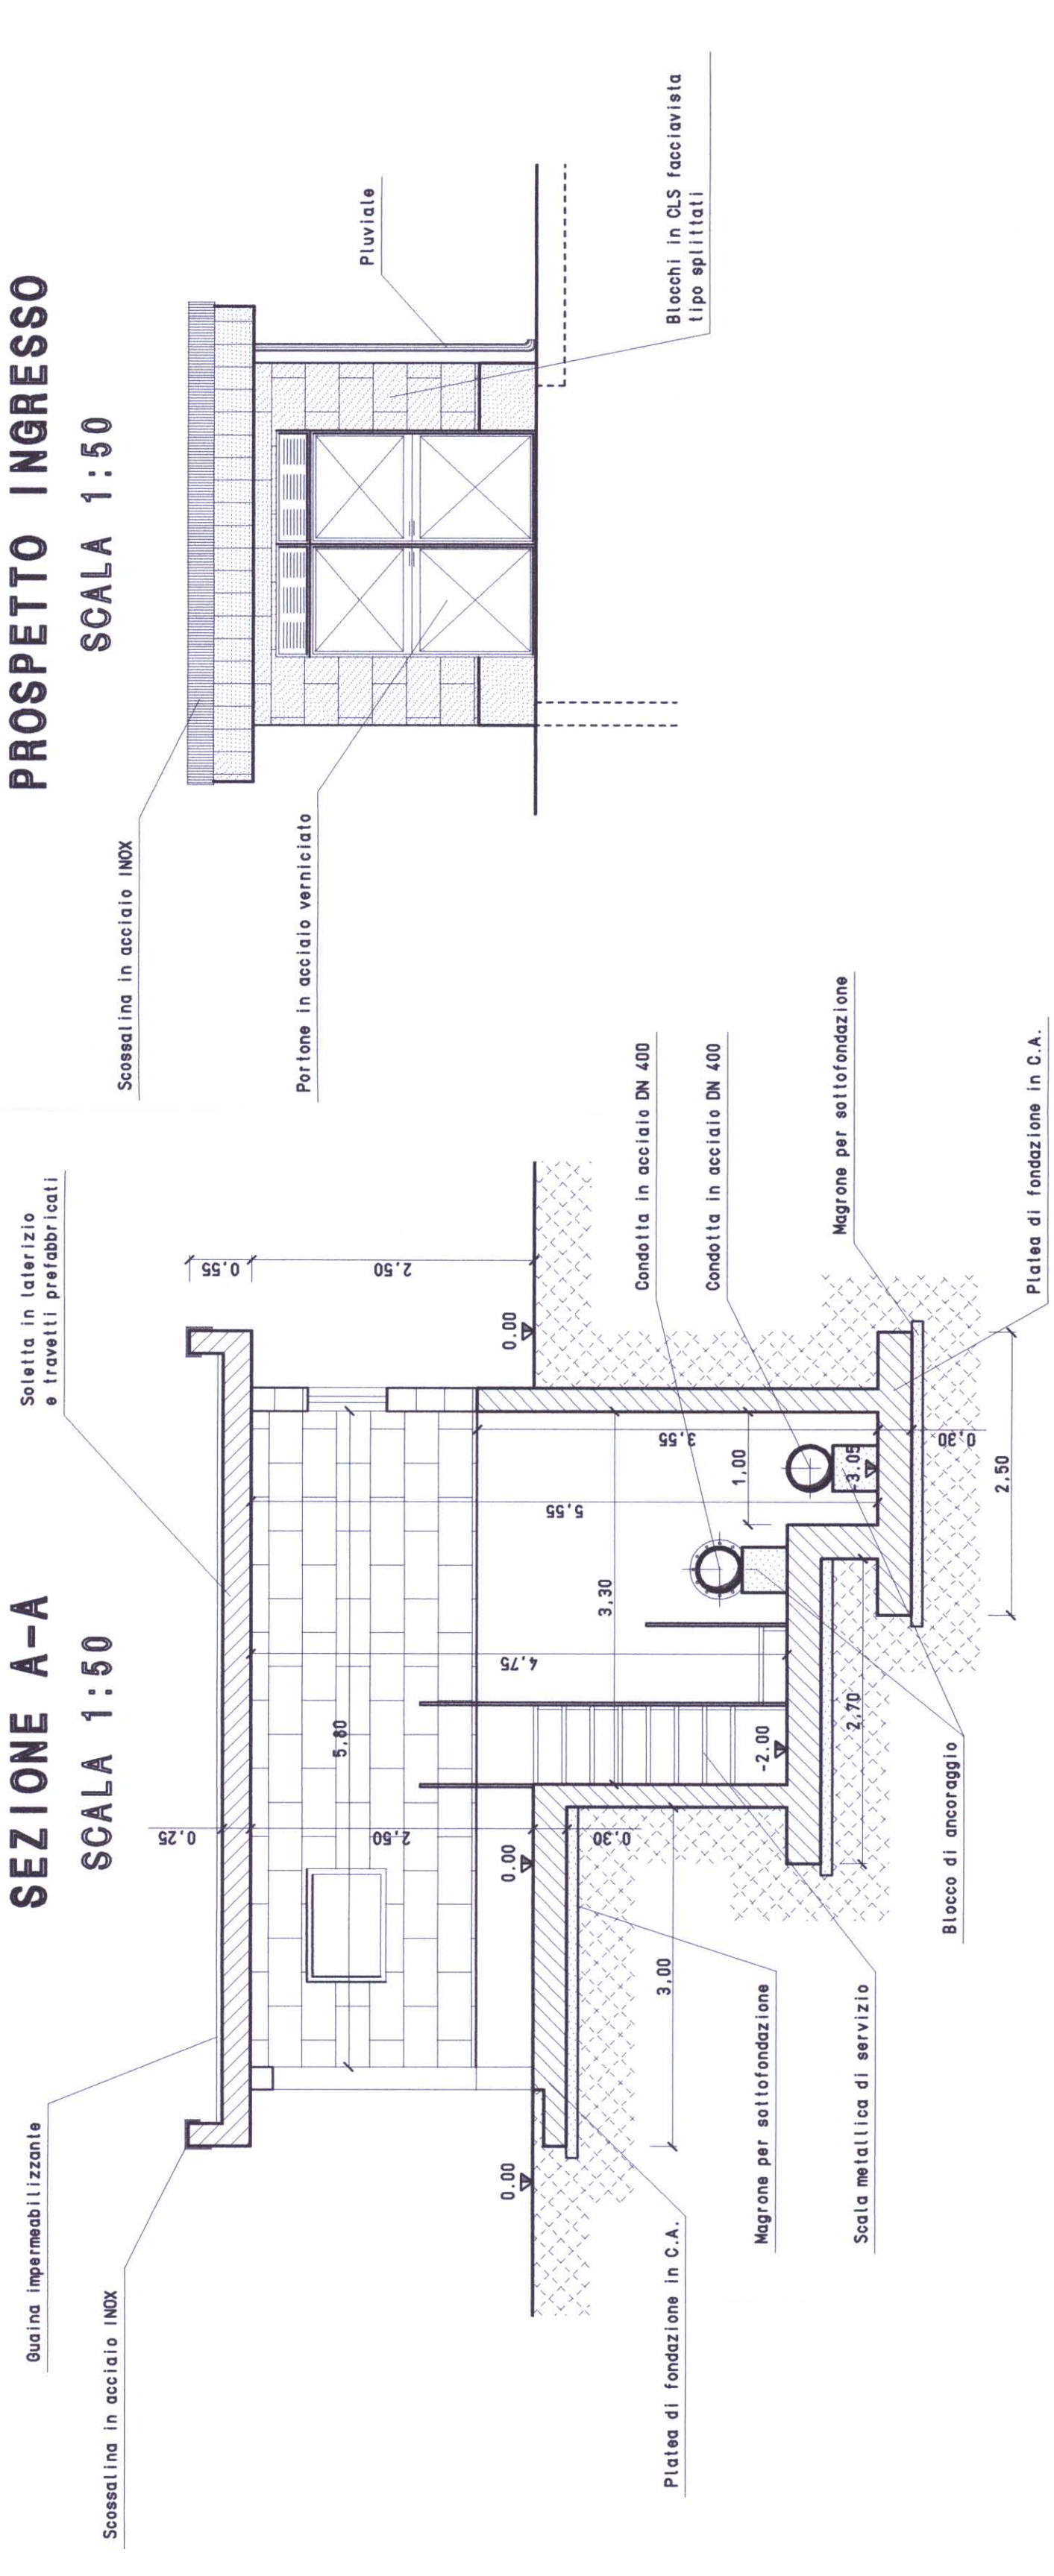 SEZIONE A-A
SCALA 1:50
Scossalina in acciaio INOX
Guaina impermeabilizzante
Soletta in laterizio
e travetti prefabbricati
0,25
0,55
2,50
5,80
2,50
0.00
0.00
0.00
0,30
4,75
5,55
3,55
3,30
1,00
3,00
-2.00
-3.05
2,70
0,30
2,50
Condotta in acciaio DN 400
Condotta in acciaio DN 400
Magrone per sottofondazione
Platea di fondazione in C.A.
Platea di fondazione in C.A.
Magrone per sottofondazione
Scala metallica di servizio
Blocco di ancoraggio
PROSPETTO INGRESSO
SCALA 1:50
Scossalina in acciaio INOX
Portone in acciaio verniciato
Pluviale
Blocchi in CLS facciavista
tipo splittati